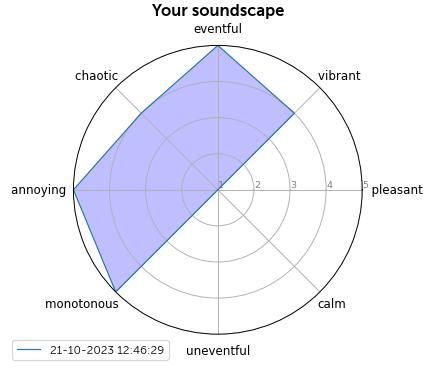 Your soundscape
eventful
chaotic
vibrant
annoying
1
2
3
4
5
pleasant
monotonous
calm
21-10-2023 12:46:29
uneventful